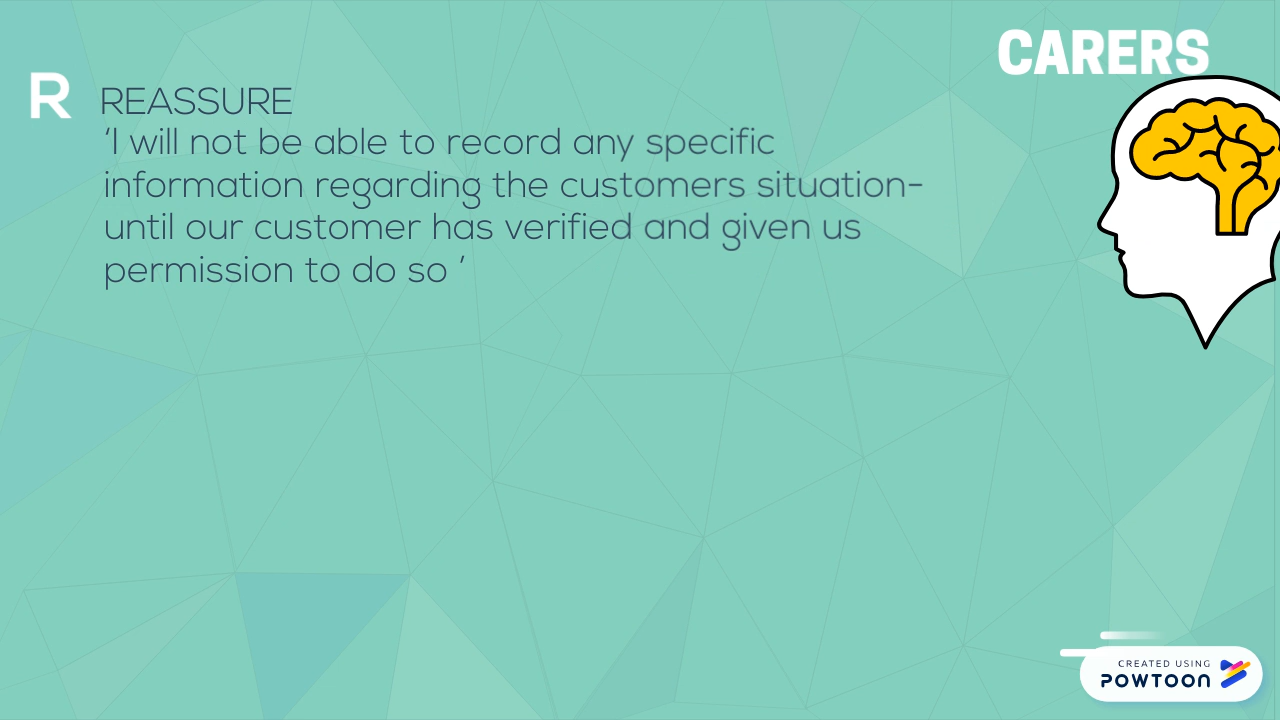 CARERS
R REASSURE
‘I will not be able to record any specific
information regarding the customers situation-
until our customer has verified and given us
permission to do so ‘
CREATED USING
POWTOON